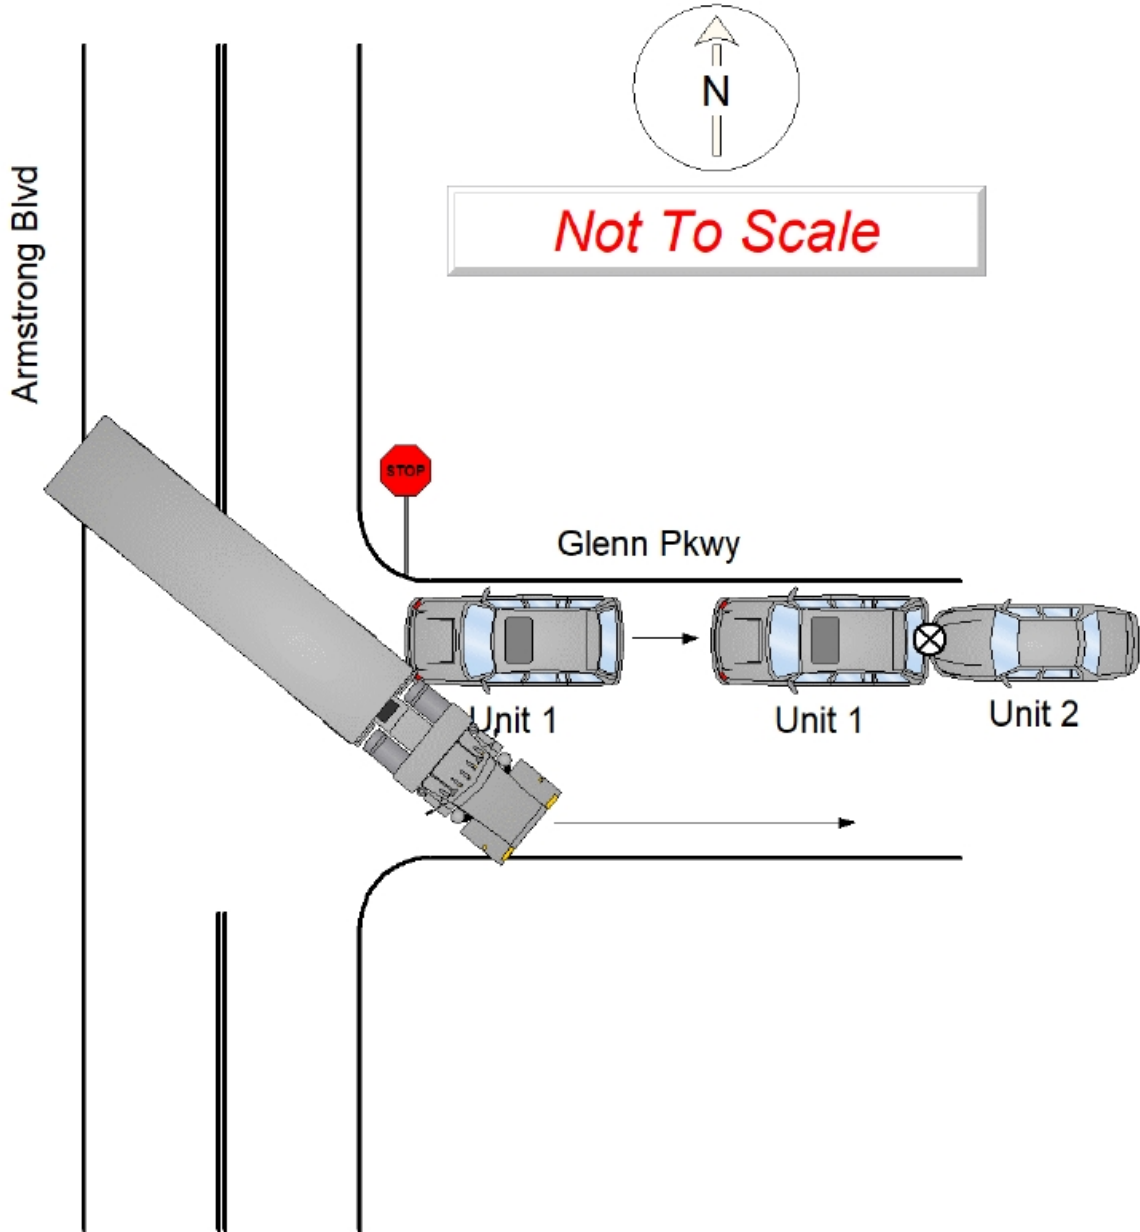 N
Armstrong Blvd
Not To Scale
STOP
Glenn Pkwy
Unit 1
Unit 1
Unit 2